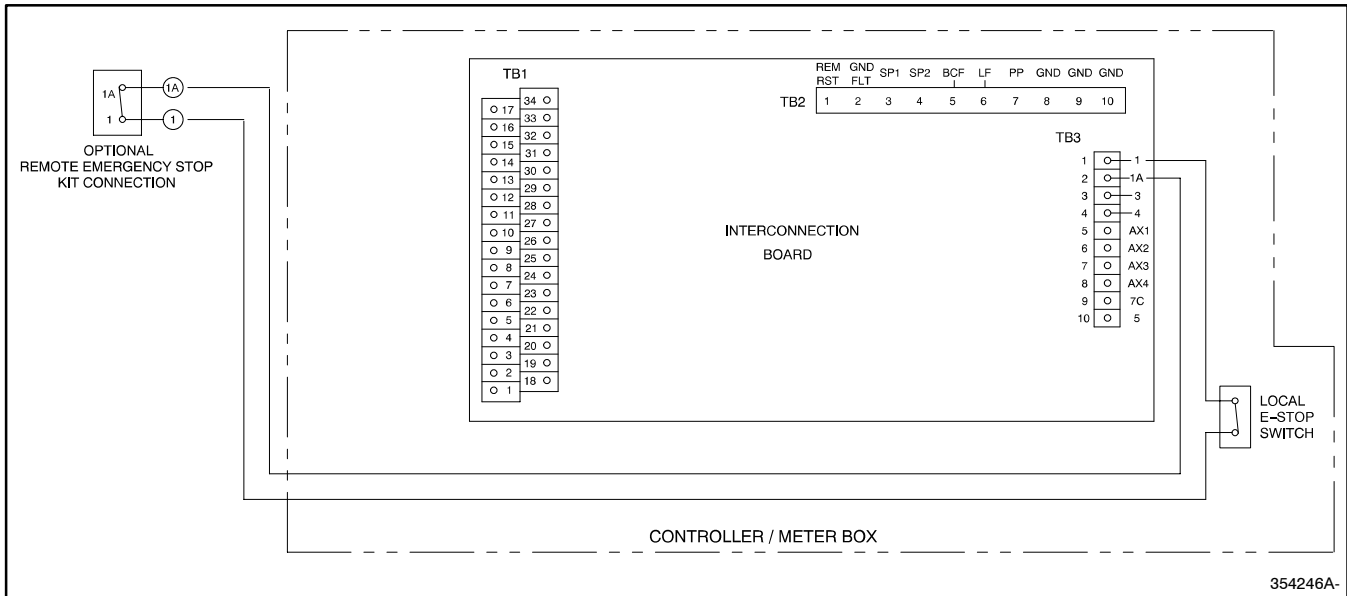 1A
1A
1
1
OPTIONAL
REMOTE EMERGENCY STOP
KIT CONNECTION
TB1
34
17
33
16
32
15
31
14
30
13
29
12
28
11
27
10
26
9
25
8
24
7
23
6
22
5
21
4
20
3
19
2
18
1
REM RST GND FLT SP1 SP2 BCF LF PP GND GND GND
TB2 1 2 3 4 5 6 7 8 9 10
INTERCONNECTION
BOARD
TB3
1 1
2 1A
3 3
4 4
5 AX1
6 AX2
7 AX3
8 AX4
9 7C
10 5
LOCAL
E–STOP
SWITCH
CONTROLLER / METER BOX
354246A-